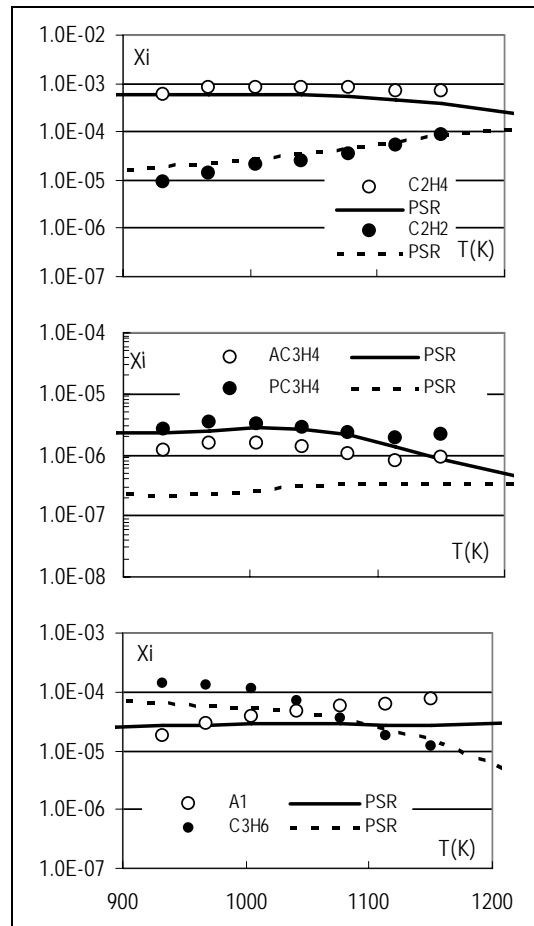 1.0E-02
Xi
1.0E-03
1.0E-04
1.0E-05
C2H4
PSR
1.0E-06
C2H2
PSR
T(K)
1.0E-07
1.0E-04
Xi
AC3H4 PSR
PC3H4 PSR
1.0E-05
1.0E-06
1.0E-07
T(K)
1.0E-08
1.0E-03
Xi
1.0E-04
1.0E-05
1.0E-06
A1 PSR
C3H6 PSR
T(K)
1.0E-07
900 1000 1100 1200